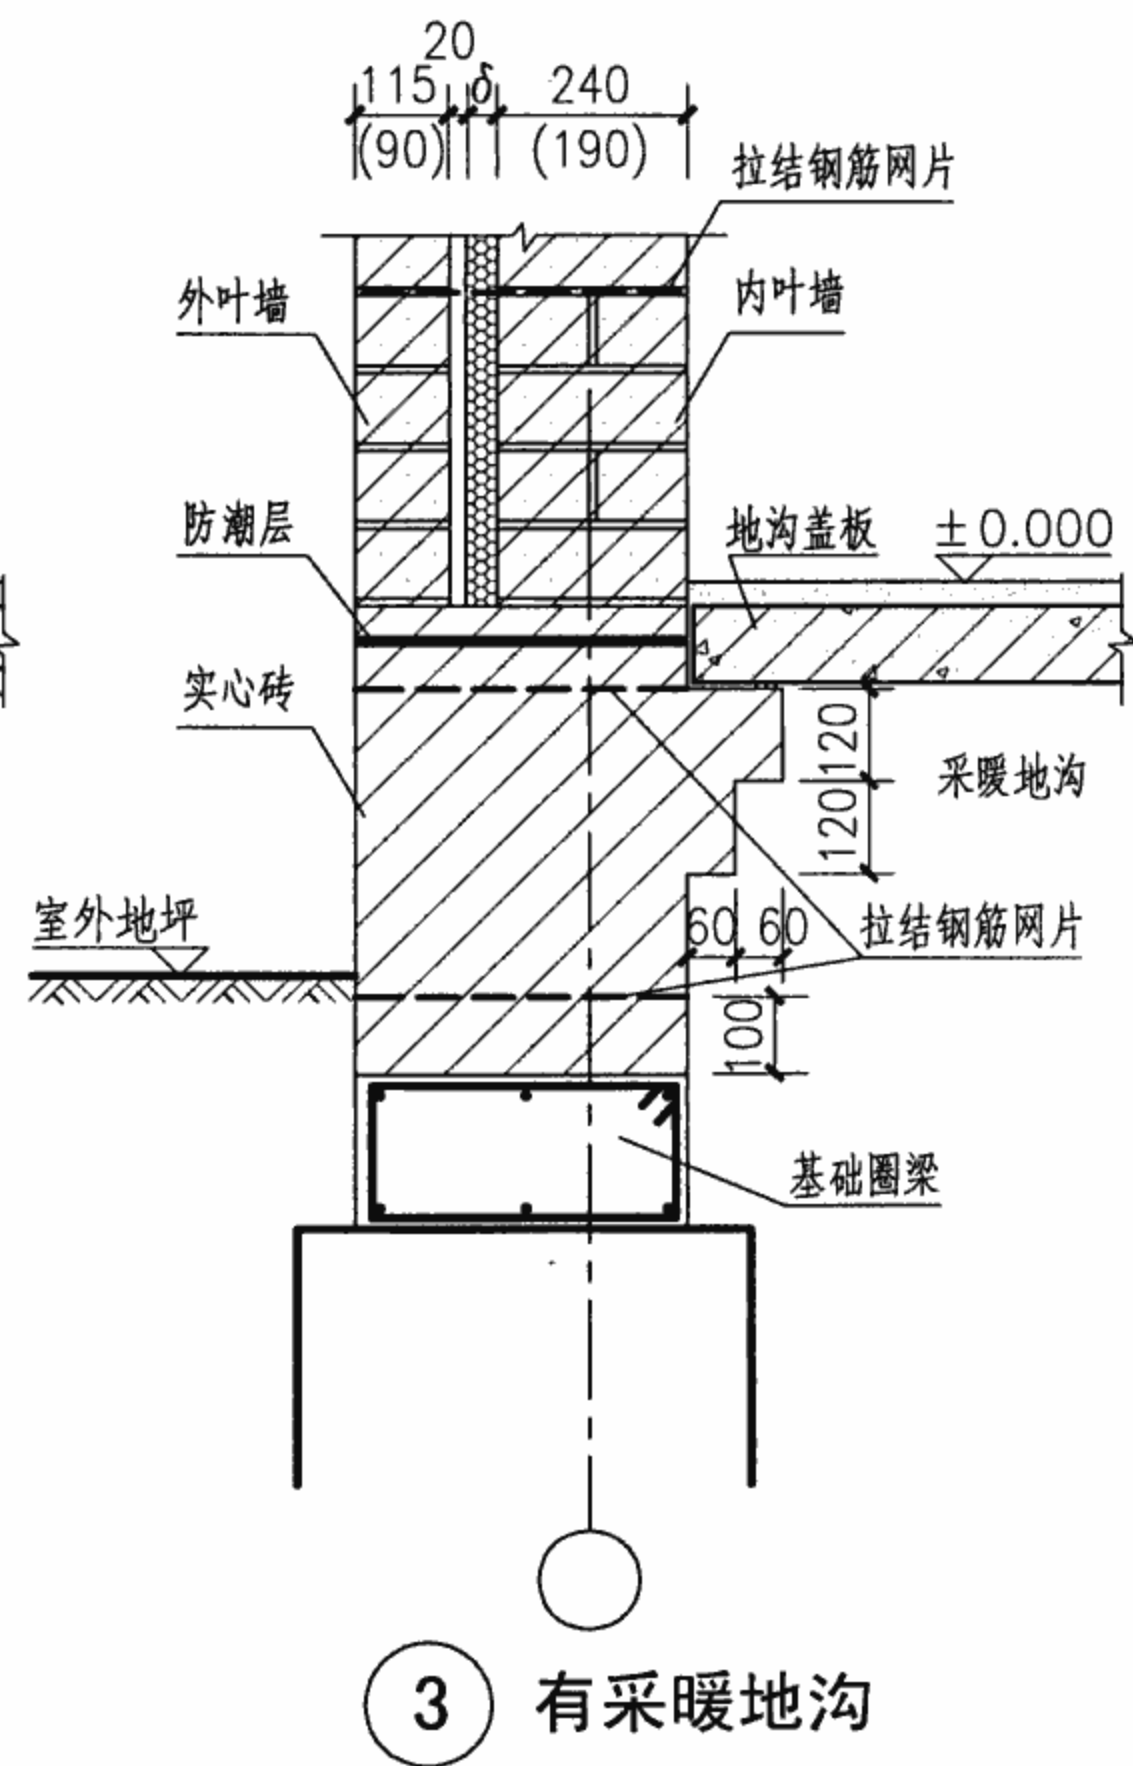 20
115 δ 240
(90) (190)
拉结钢筋网片
外叶墙
内叶墙
防潮层
地沟盖板
±0.000
实心砖
120
采暖地沟
120
室外地坪
60 60
拉结钢筋网片
100
基础圈梁
3 有采暖地沟